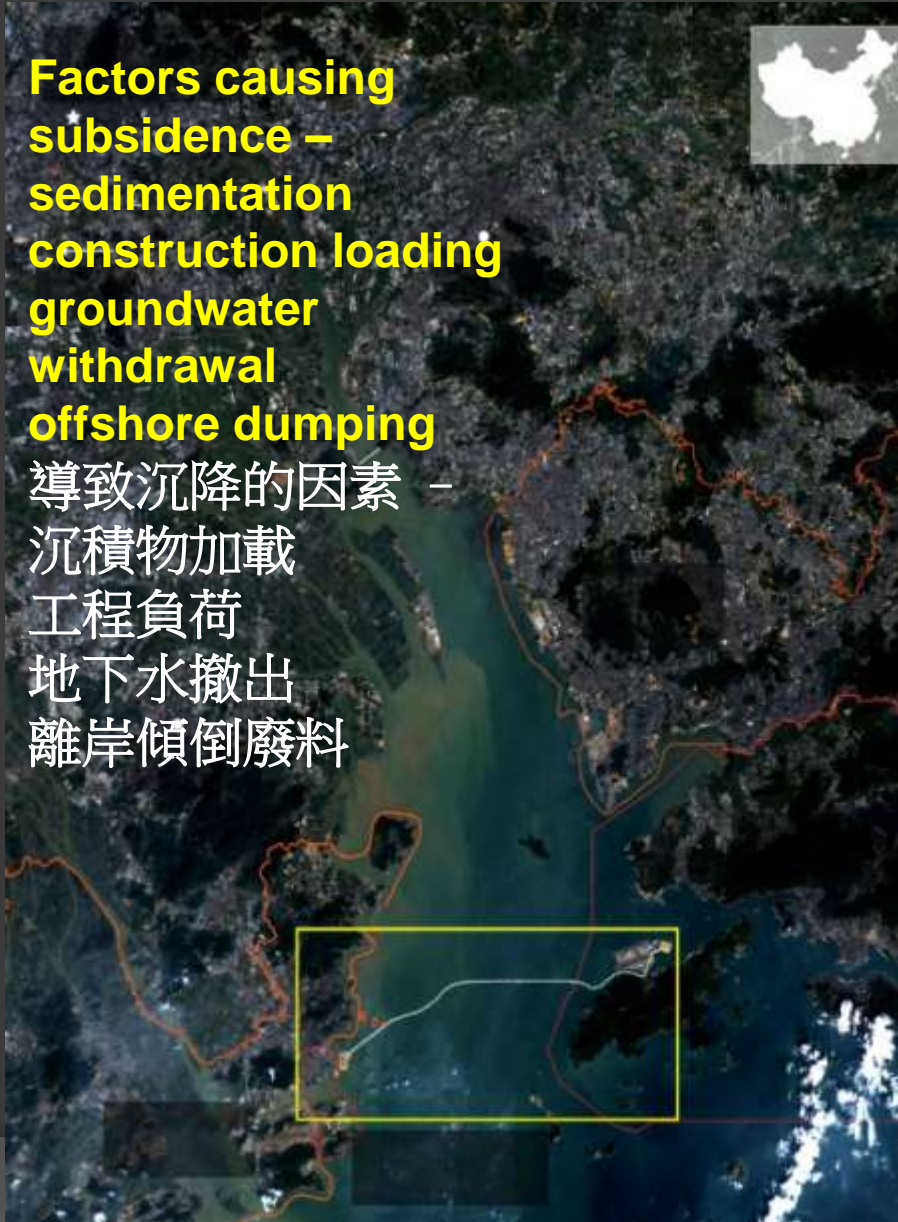 Factors causing
subsidence –
sedimentation
construction loading
groundwater
withdrawal
offshore dumping
導致沉降的因素 –
沉積物加載
工程負荷
地下水撤出
離岸傾倒廢料